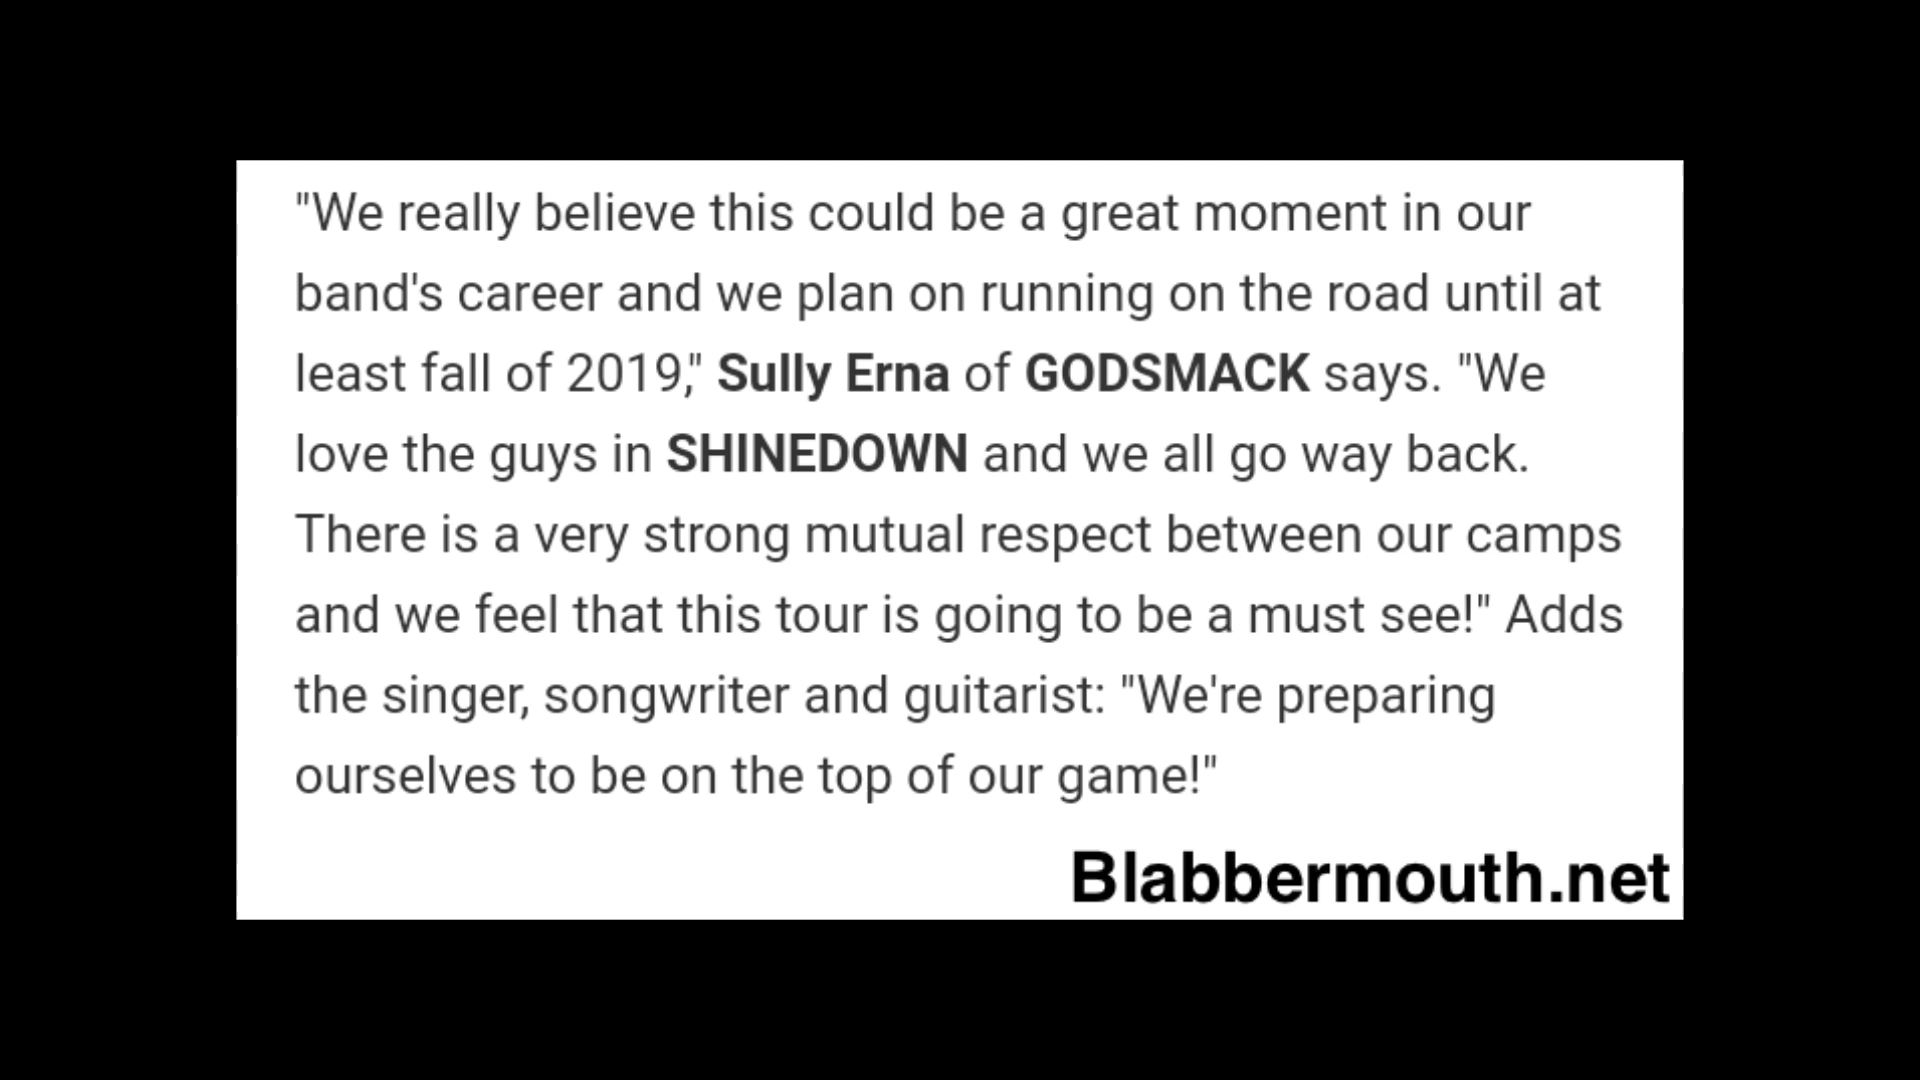 "We really believe this could be a great moment in our
band's career and we plan on running on the road until at
least fall of 2019," Sully Erna of GODSMACK says. "We
love the guys in SHINEDOWN and we all go way back.
There is a very strong mutual respect between our camps
and we feel that this tour is going to be a must see!" Adds
the singer, songwriter and guitarist: "We're preparing
ourselves to be on the top of our game!"
Blabbermouth.net